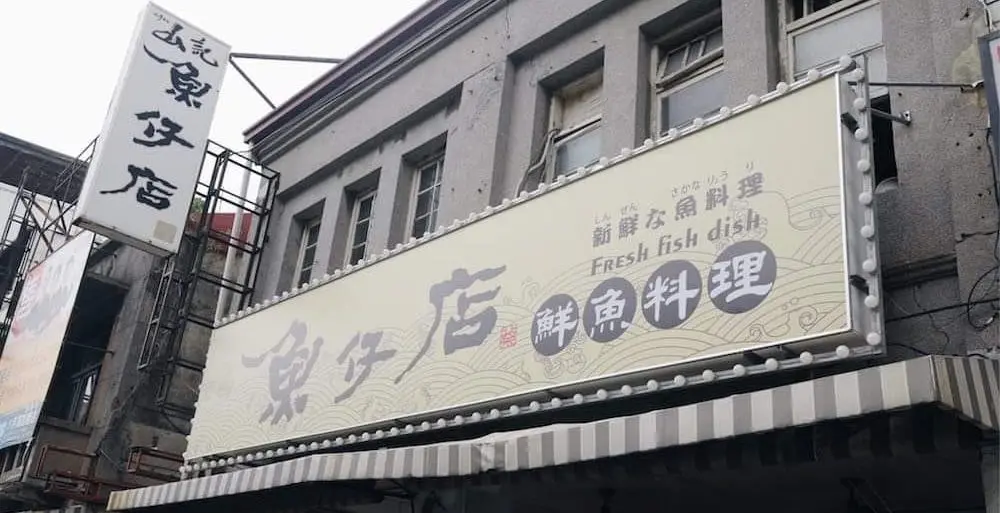 山記
魚仔店
魚仔店
しんせん さかなりょうり
新鮮な魚料理
FRESH fish dish
鮮魚料理